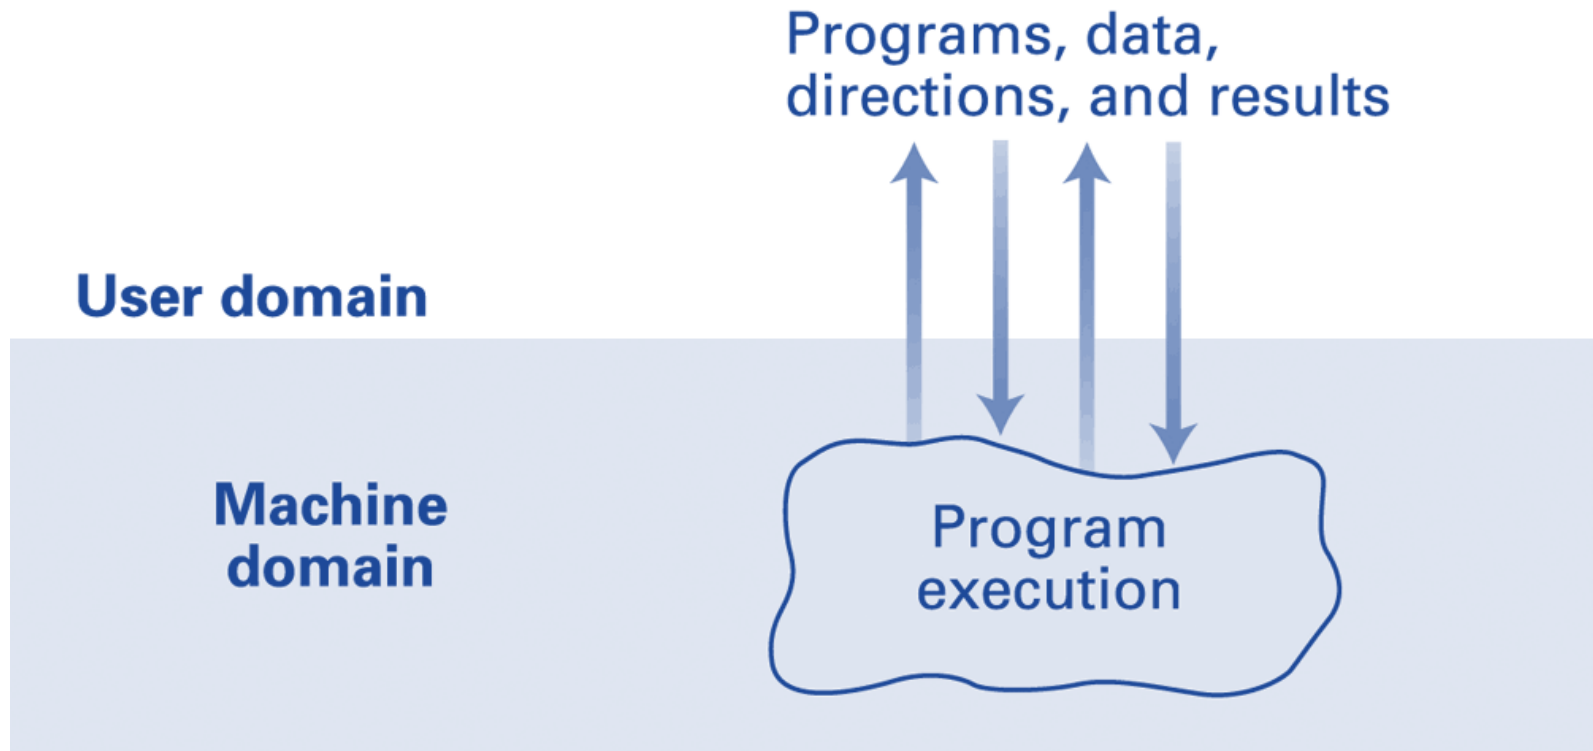 Programs, data,
directions, and results
User domain
Machine
domain
Program
execution